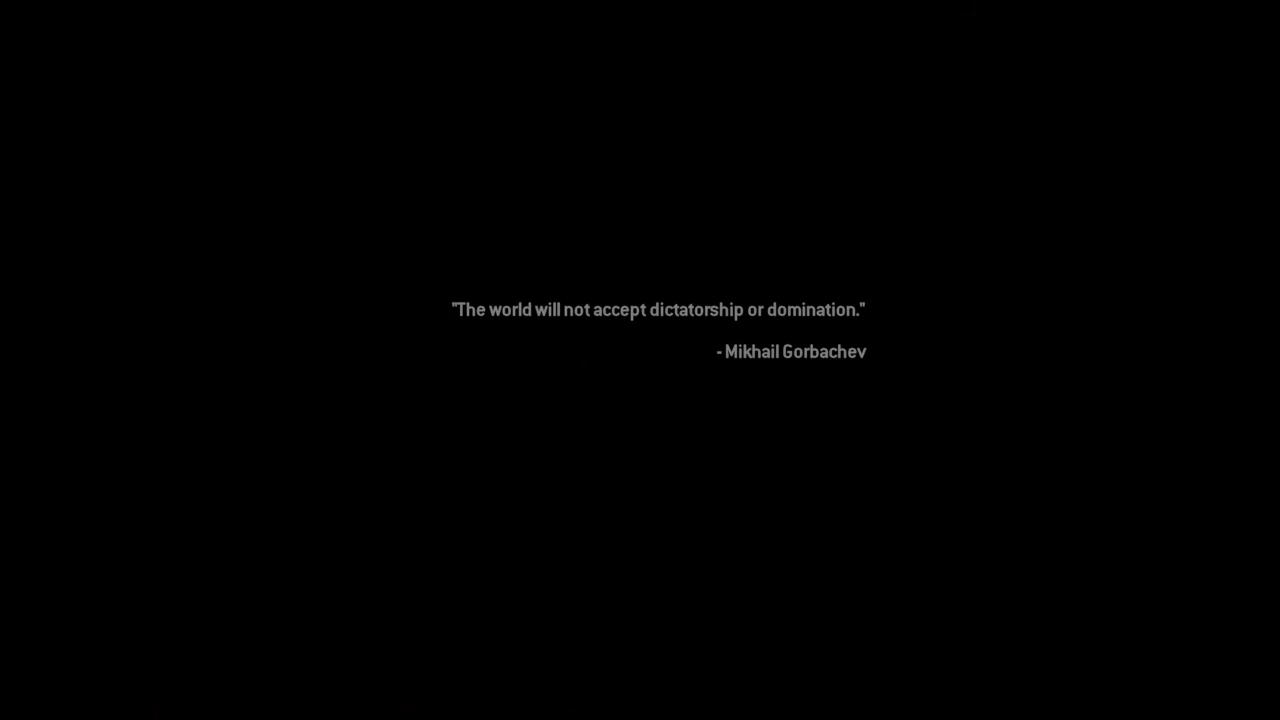 "The world will not accept dictatorship or domination."
- Mikhail Gorbachev